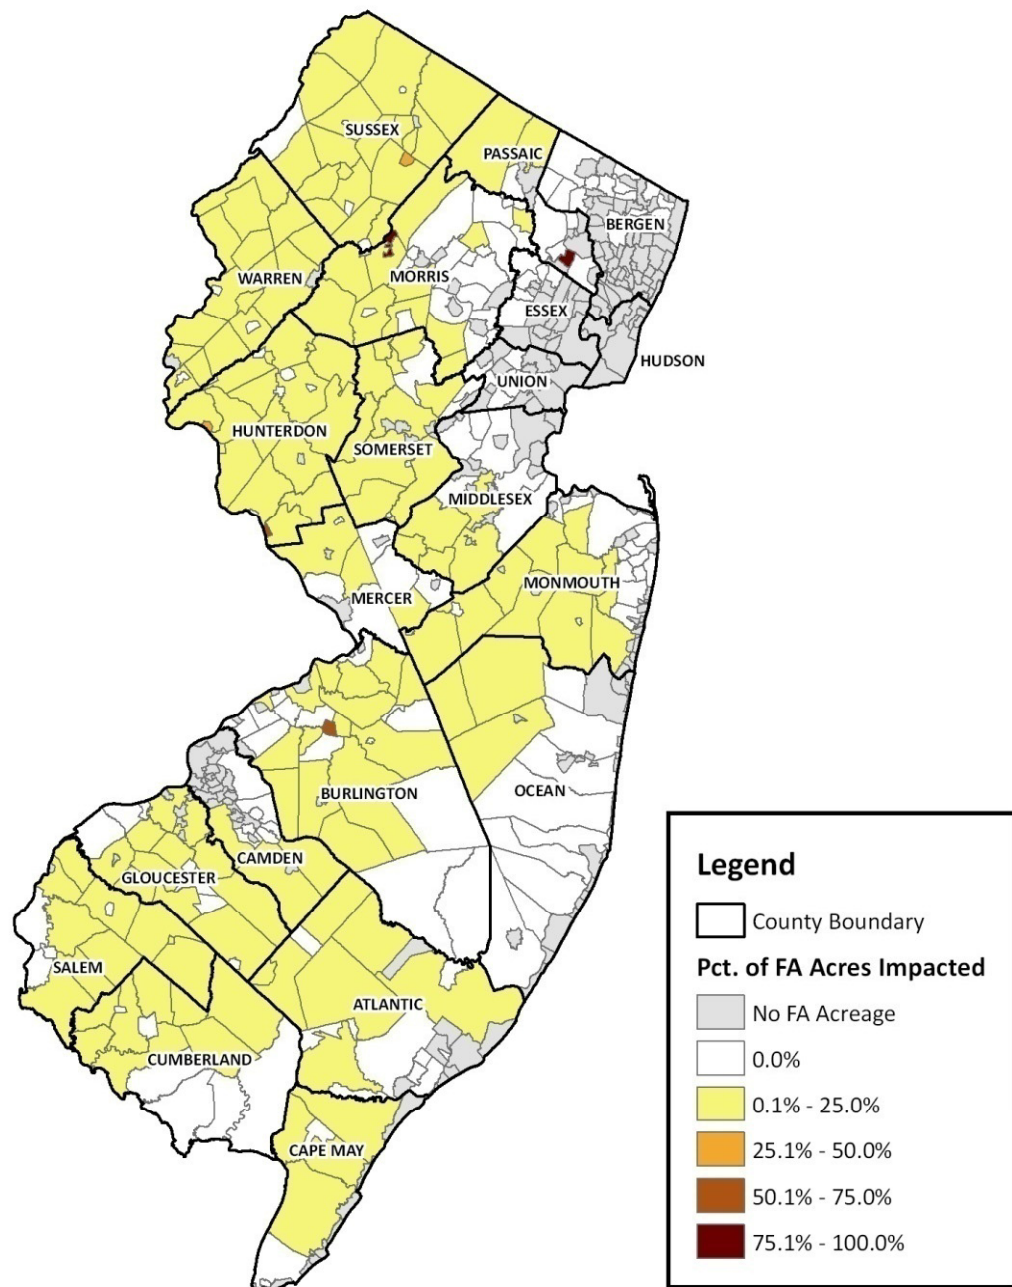 SUSSEX
PASSAIC
BERGEN
WARREN
MORRIS
ESSEX
HUDSON
UNION
HUNTERDON
SOMERSET
MIDDLESEX
MERCER
MONMOUTH
BURLINGTON
OCEAN
CAMDEN
GLOUCESTER
SALEM
ATLANTIC
CUMBERLAND
CAPE MAY
Legend
County Boundary
Pct. of FA Acres Impacted
No FA Acreage
0.0%
0.1% - 25.0%
25.1% - 50.0%
50.1% - 75.0%
75.1% - 100.0%